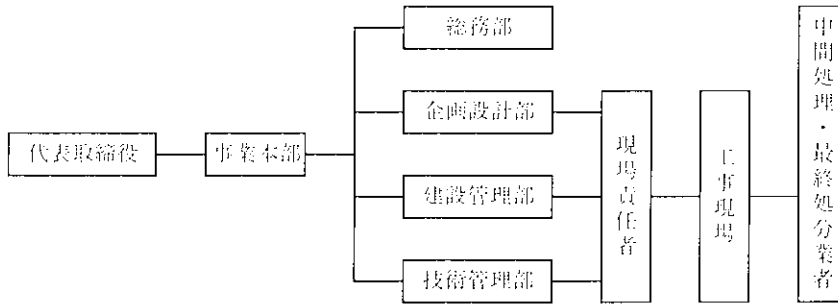 代表取締役
事業本部
総務部
企画設計部
建設管理部
技術管理部
現場責任者
工事現場
中間処理・最終処分業者